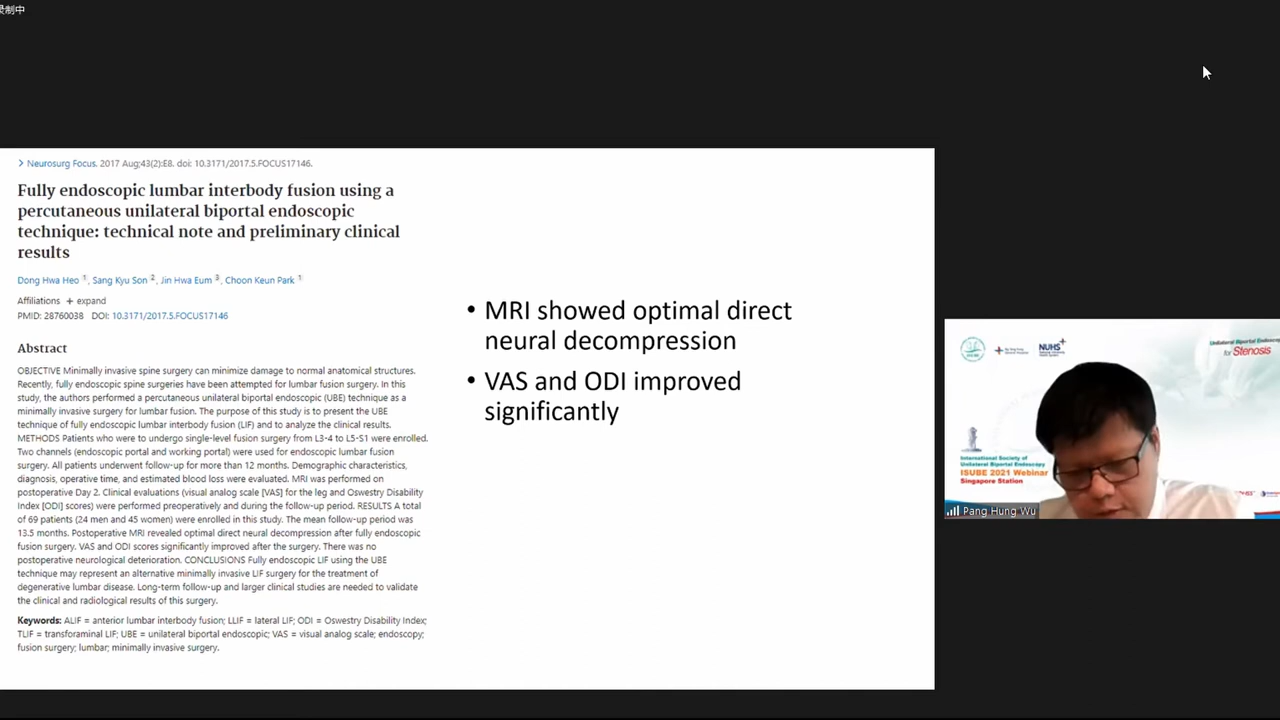 录制中
Neurosurg Focus. 2017 Aug;43(2):E8. doi: 10.3171/2017.5.FOCUS17146.
Fully endoscopic lumbar interbody fusion using a
percutaneous unilateral biportal endoscopic
technique: technical note and preliminary clinical
results
Dong Hwa Heo 1, Sang Kyu Son 2, Jin Hwa Eum 3, Choon Keun Park 1
Affiliations + expand
PMID: 28760038 DOI: 10.3171/2017.5.FOCUS17146
Abstract
OBJECTIVE Minimally invasive spine surgery can minimize damage to normal anatomical structures.
Recently, fully endoscopic spine surgeries have been attempted for lumbar fusion surgery. In this
study, the authors performed a percutaneous unilateral biportal endoscopic (UBE) technique as a
minimally invasive surgery for lumbar fusion. The purpose of this study is to present the UBE
technique of fully endoscopic lumbar interbody fusion (LIF) and to analyze the clinical results.
METHODS Patients who were to undergo single-level fusion surgery from L3-4 to L5-S1 were enrolled.
Two channels (endoscopic portal and working portal) were used for endoscopic lumbar fusion
surgery. All patients underwent follow-up for more than 12 months. Demographic characteristics,
diagnosis, operative time, and estimated blood loss were evaluated. MRI was performed on
postoperative Day 2. Clinical evaluations (visual analog scale [VAS] for the leg and Oswestry Disability
Index [ODI] scores) were performed preoperatively and during the follow-up period. RESULTS A total
of 69 patients (24 men and 45 women) were enrolled in this study. The mean follow-up period was
13.5 months. Postoperative MRI revealed optimal direct neural decompression after fully endoscopic
fusion surgery. VAS and ODI scores significantly improved after the surgery. There was no
postoperative neurological deterioration. CONCLUSIONS Fully endoscopic LIF using the UBE
technique may represent an alternative minimally invasive LIF surgery for the treatment of
degenerative lumbar disease. Long-term follow-up and larger clinical studies are needed to validate
the clinical and radiological results of this surgery.
Keywords: ALIF = anterior lumbar interbody fusion; LLIF = lateral LIF; ODI = Oswestry Disability Index;
TLIF = transforaminal LIF; UBE = unilateral biportal endoscopic; VAS = visual analog scale; endoscopy;
fusion surgery; lumbar; minimally invasive surgery.
• MRI showed optimal direct
neural decompression
• VAS and ODI improved
significantly
NUHS
Unilateral Biportal Endoscop
for Stenosis
International Society of
Unilateral Biportal Endoscopy
ISUBE 2021 Webinar
Singapore Station
Pang Hung Wu